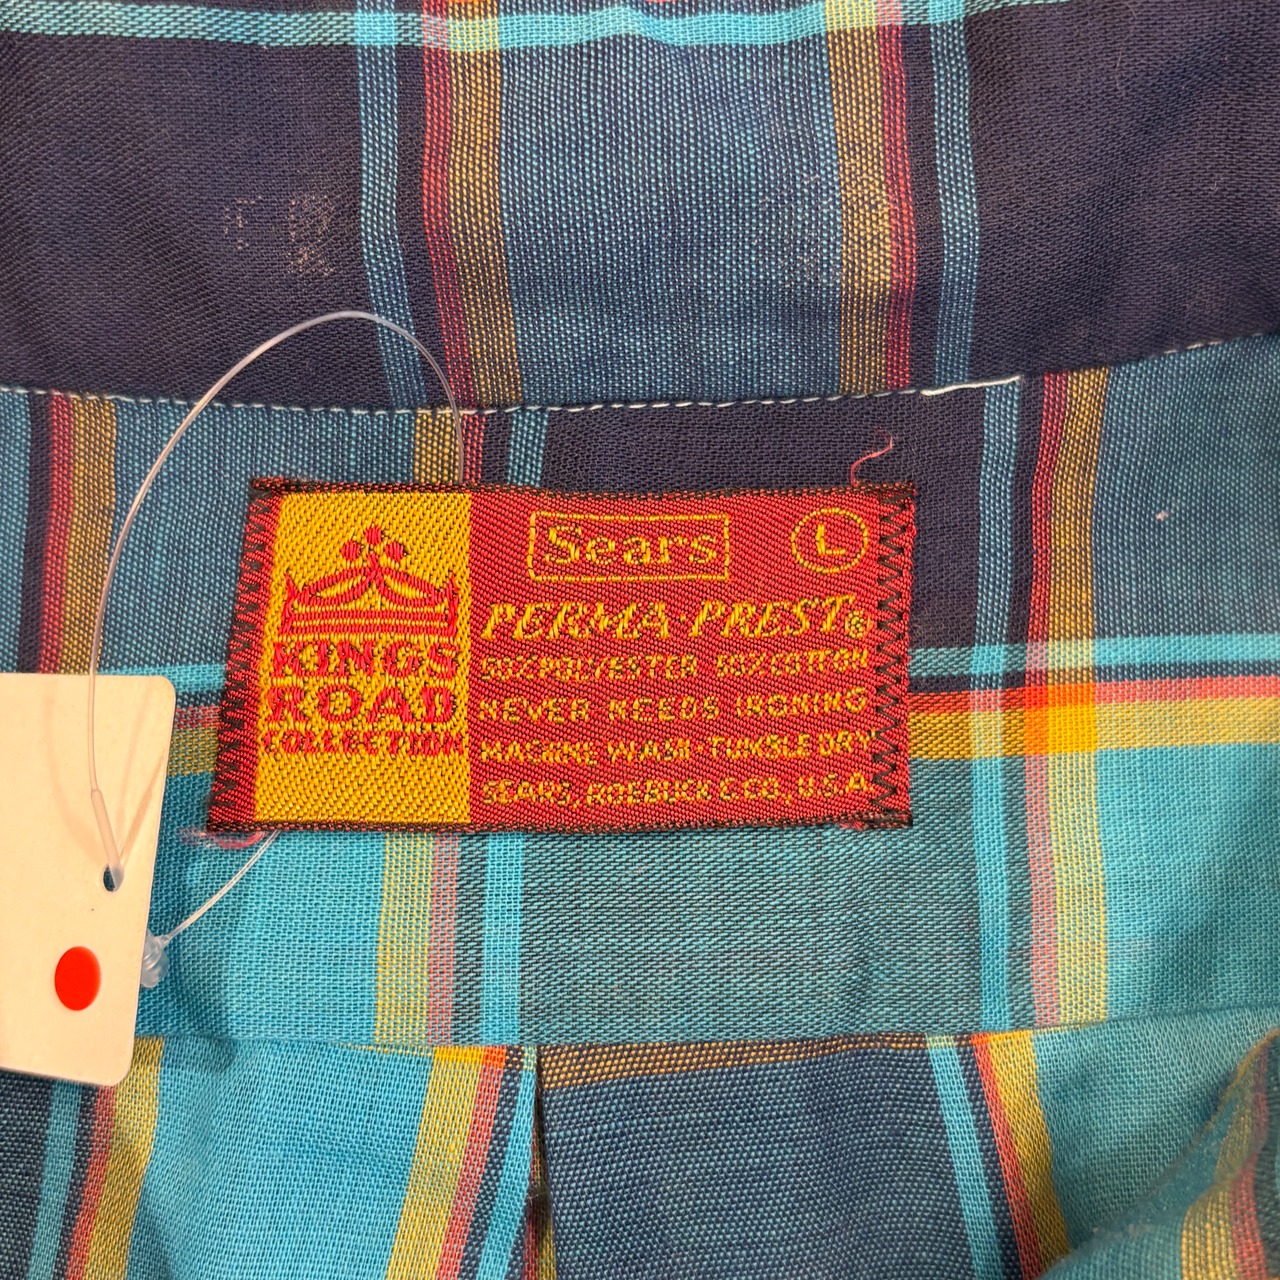 KINGS
ROAD
COLLECTION
Sears
L
PERMA-PREST®
50% POLYESTER 50% COTTON
NEVER NEEDS IRONING
MACHINE WASH · TUMBLE DRY
SEARS, ROEBUCK & CO., U.S.A